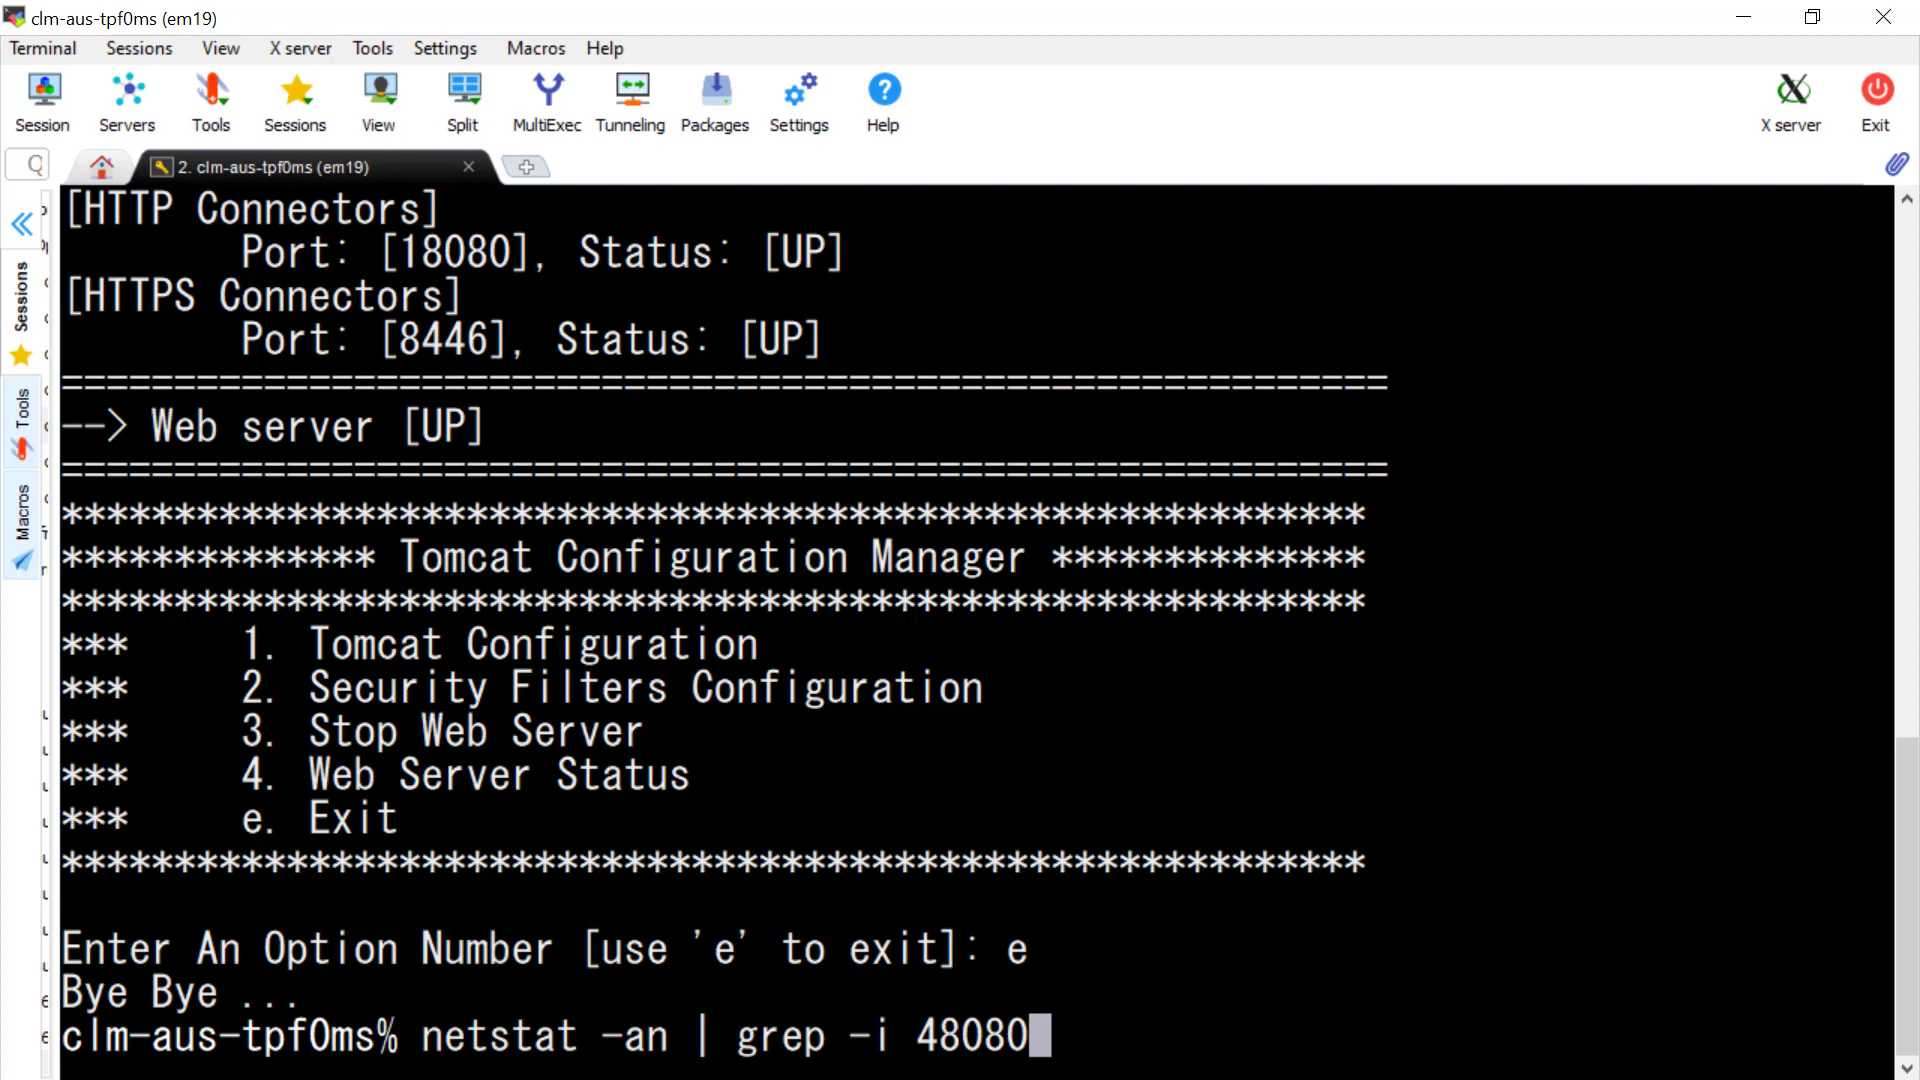 clm-aus-tpf0ms (em19)
Terminal Sessions View X server Tools Settings Macros Help
Session Servers Tools Sessions View Split MultiExec Tunneling Packages Settings Help X server Exit
2. clm-aus-tpf0ms (em19)
Sessions
Tools
Macros
[HTTP Connectors]
Port: [18080], Status: [UP]
[HTTPS Connectors]
Port: [8446], Status: [UP]
===========================================================
--> Web server [UP]
===========================================================
**********************************************************
************** Tomcat Configuration Manager **************
**********************************************************
*** 1. Tomcat Configuration
*** 2. Security Filters Configuration
*** 3. Stop Web Server
*** 4. Web Server Status
*** e. Exit
**********************************************************
Enter An Option Number [use 'e' to exit]: e
Bye Bye ...
clm-aus-tpf0ms% netstat -an | grep -i 48080